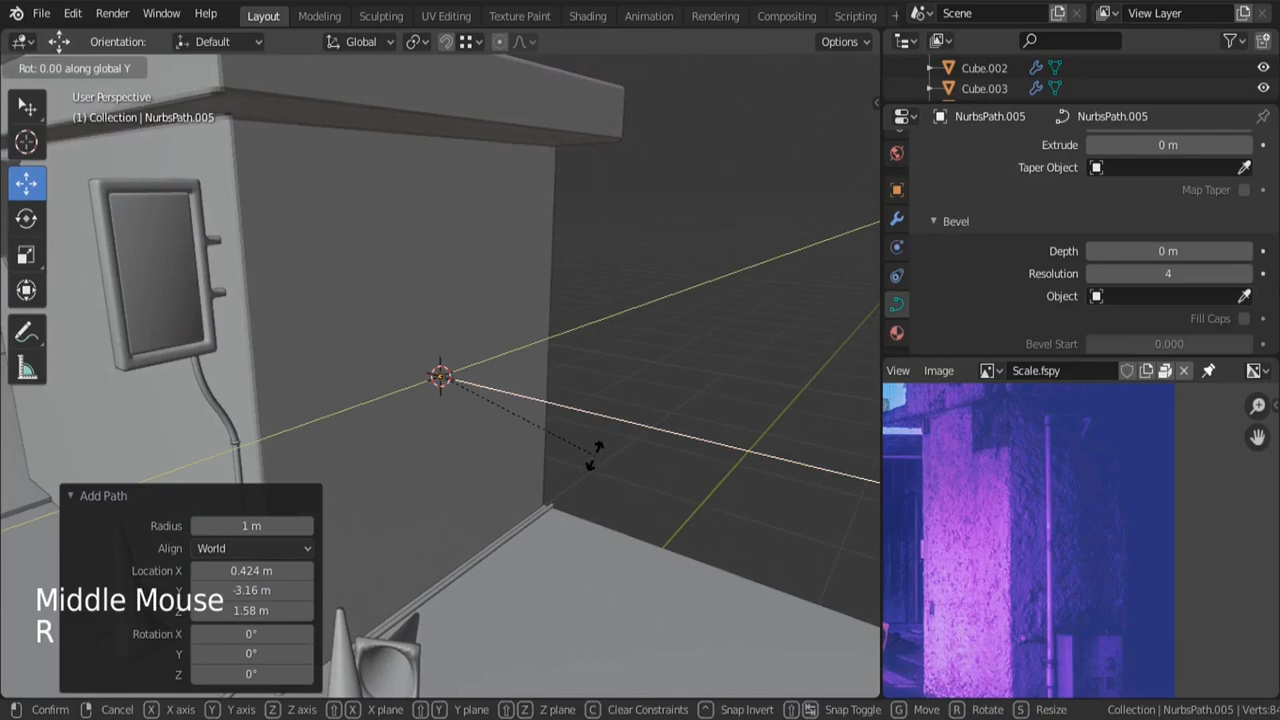 File Edit Render Window Help Layout Modeling Sculpting UV Editing Texture Paint Shading Animation Rendering Compositing Scripting + Scene View Layer
Orientation: Default Global Options
Rot: 0.00 along global Y
User Perspective
(1) Collection | NurbsPath.005
Cube.002
Cube.003
NurbsPath.005 NurbsPath.005
Extrude 0 m
Taper Object
Map Taper
Bevel
Depth 0 m
Resolution 4
Object
Fill Caps
Bevel Start 0.000
View Image Scale.fspy
Add Path
Radius 1 m
Align World
Location X 0.424 m
-3.16 m
Z 1.58 m
Rotation X 0°
Y 0°
Z 0°
Middle Mouse
R
Confirm Cancel X X axis Y Y axis Z Z axis X X plane Y Y plane Z Z plane C Clear Constraints Snap Invert Snap Toggle G Move R Rotate S Resize Collection | NurbsPath.005 | Verts:84